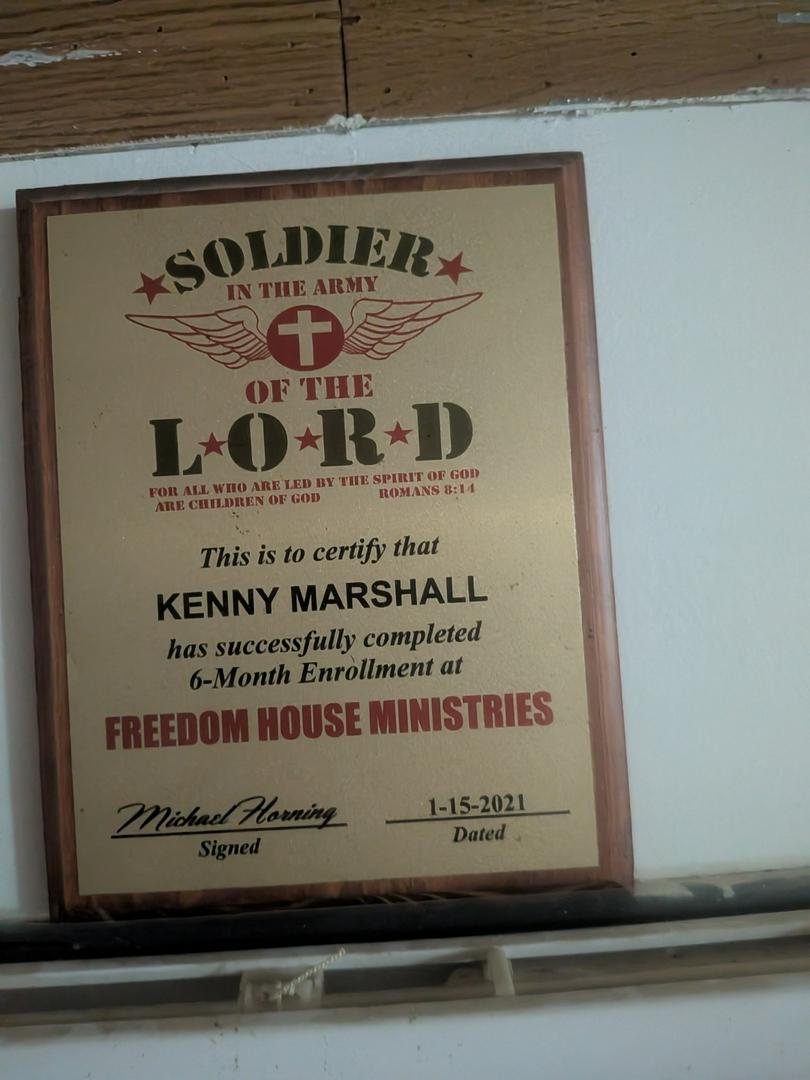 SOLDIER
IN THE ARMY
OF THE
L★O★R★D
FOR ALL WHO ARE LED BY THE SPIRIT OF GOD
ARE CHILDREN OF GOD ROMANS 8:14
This is to certify that
KENNY MARSHALL
has successfully completed
6-Month Enrollment at
FREEDOM HOUSE MINISTRIES
Michael Horning 1-15-2021
Signed Dated